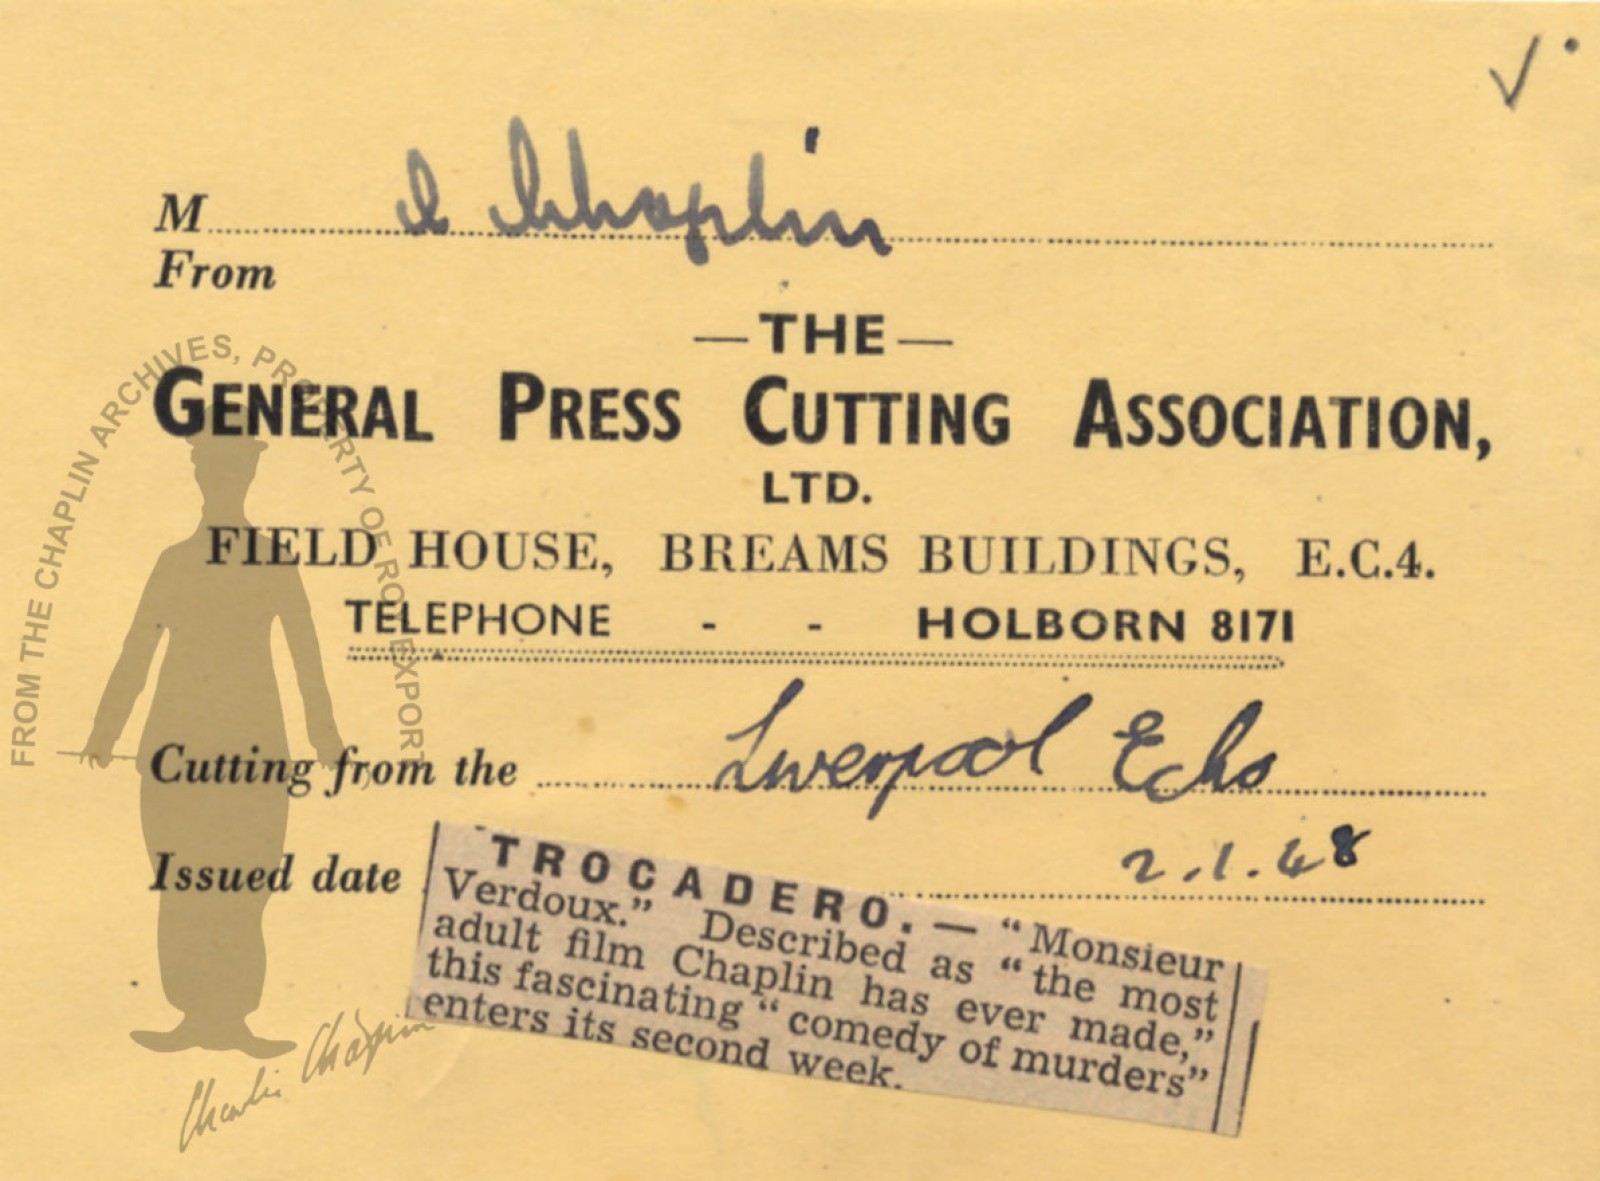 M C Chaplin
From
— THE —
GENERAL PRESS CUTTING ASSOCIATION,
LTD.
FIELD HOUSE, BREAMS BUILDINGS, E.C.4.
TELEPHONE - - HOLBORN 8171
Cutting from the Liverpool Echo
Issued date 2.1.48
TROCADERO. — “Monsieur
Verdoux.” Described as “the most
adult film Chaplin has ever made,”
this fascinating “comedy of murders”
enters its second week.
FROM THE CHAPLIN ARCHIVES, PROPERTY OF ROY EXPORT
Charlie Chaplin